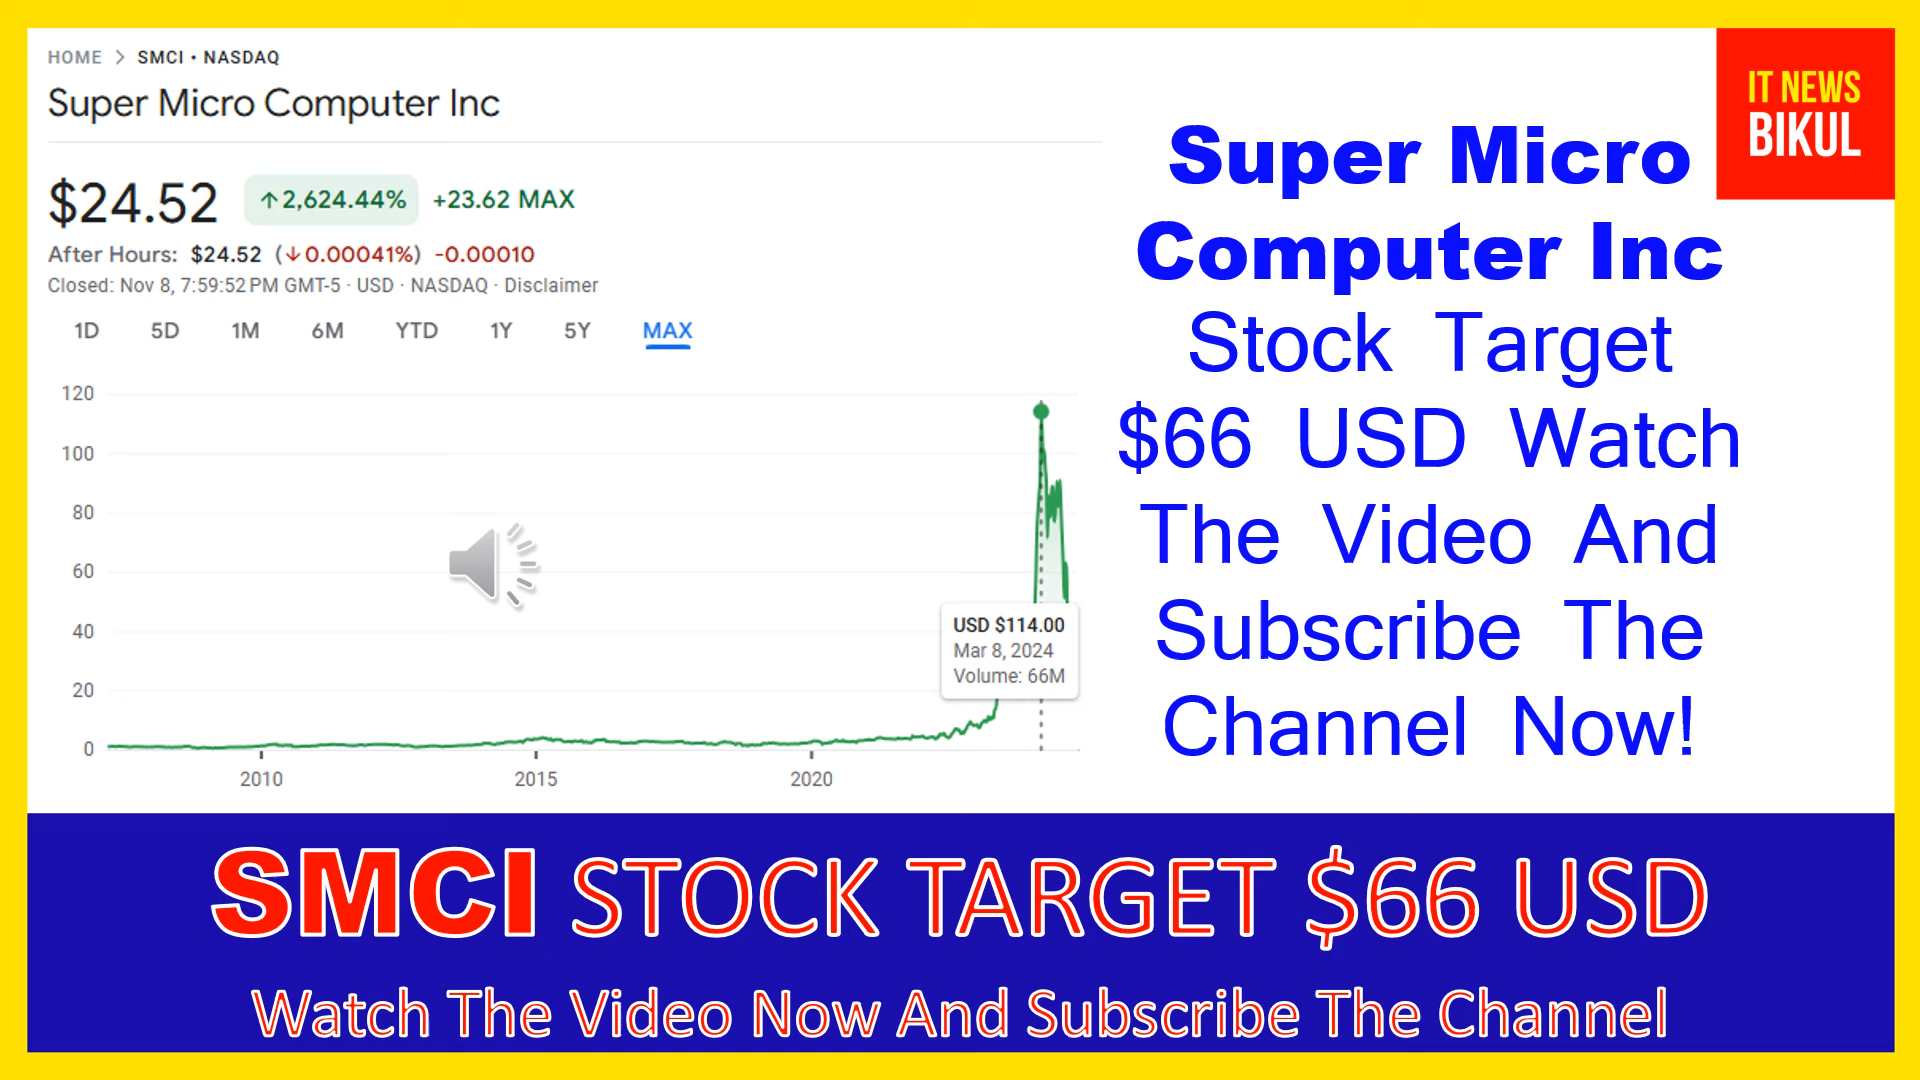 HOME > SMCI • NASDAQ
Super Micro Computer Inc
$24.52 ↑2,624.44% +23.62 MAX
After Hours: $24.52 (↓0.00041%) -0.00010
Closed: Nov 8, 7:59:52 PM GMT-5 · USD · NASDAQ · Disclaimer
1D 5D 1M 6M YTD 1Y 5Y MAX
120
100
80
60
40
20
0
2010 2015 2020
USD $114.00
Mar 8, 2024
Volume: 66M
IT NEWS
BIKUL
Super Micro
Computer Inc
Stock Target
$66 USD Watch
The Video And
Subscribe The
Channel Now!
SMCI STOCK TARGET $66 USD
Watch The Video Now And Subscribe The Channel